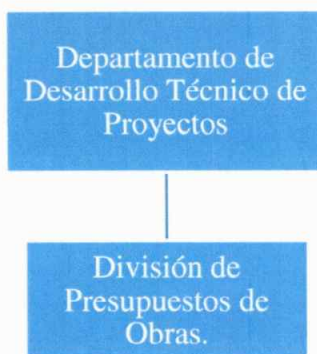 Departamento de
Desarrollo Técnico de
Proyectos
División de
Presupuestos de
Obras.